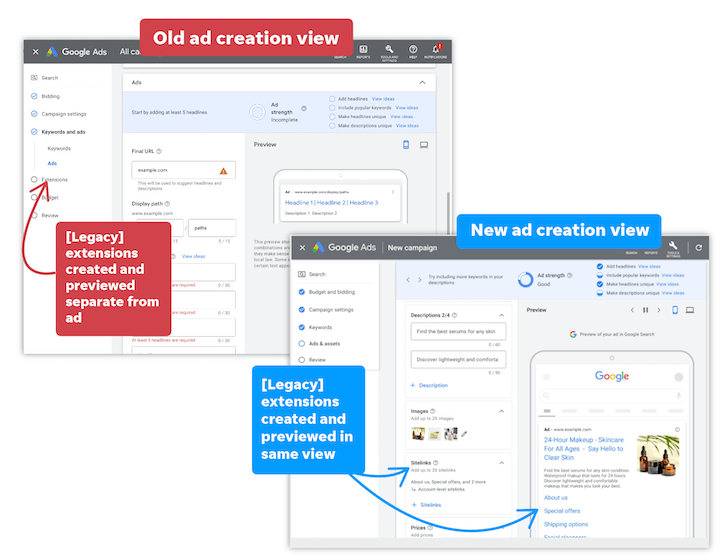 Old ad creation view
Google Ads
All ca
SEARCH
REPORTS
TOOLS AND SETTINGS
HELP
NOTIFICATIONS
Search
Bidding
Campaign settings
Keywords and ads
Keywords
Ads
Extensions
Budget
Review
Ads
Start by adding at least 5 headlines
Ad strength
Incomplete
Add headlines View ideas
Include popular keywords View ideas
Make headlines unique View ideas
Make descriptions unique View ideas
Final URL
example.com
This will be used to suggest headlines and descriptions
Display path
www.example.com
/
paths
/ 15
0 / 15
View ideas
are required
0 / 30
are required
0 / 30
At least 3 headlines are required
0 / 30
Preview
Ad · www.example.com/display/paths
Headline 1 | Headline 2 | Headline 3
Description 1. Description 2.
This preview sho
combinations are
they make sense
local law. Some c
certain text appea
[Legacy]
extensions
created and
previewed
separate from
ad
New ad creation view
Google Ads
New campaign
SEARCH
REPORTS
TOOLS & SETTINGS
Search
Budget and bidding
Campaign settings
Keywords
Ads & assets
Review
Try including more keywords in your descriptions
Ad strength
Good
Add headlines View ideas
Include popular keywords View ideas
Make headlines unique View ideas
Make descriptions unique View ideas
Descriptions 2/4
Find the best serums for any skin
0 / 60
Discover lightweight and comforta
0 / 90
+ Description
Images
Add up to 20 images
Sitelinks
Add up to 20 sitelinks
About us, Special offers, and 2 more
Account-level sitelinks
+ Sitelinks
Prices
Add prices
Preview
Preview of your ad in Google Search
Google
Ad · www.example.com
24-Hour Makeup - Skincare
For All Ages – Say Hello to
Clear Skin
Find the best serums for any skin condition.
Waterproof makeup that lasts for 24 hours.
Discover lightweight and comfortable
makeup that makes you look your best.
About us
Special offers
Shipping options
[Legacy]
extensions
created and
previewed in
same view